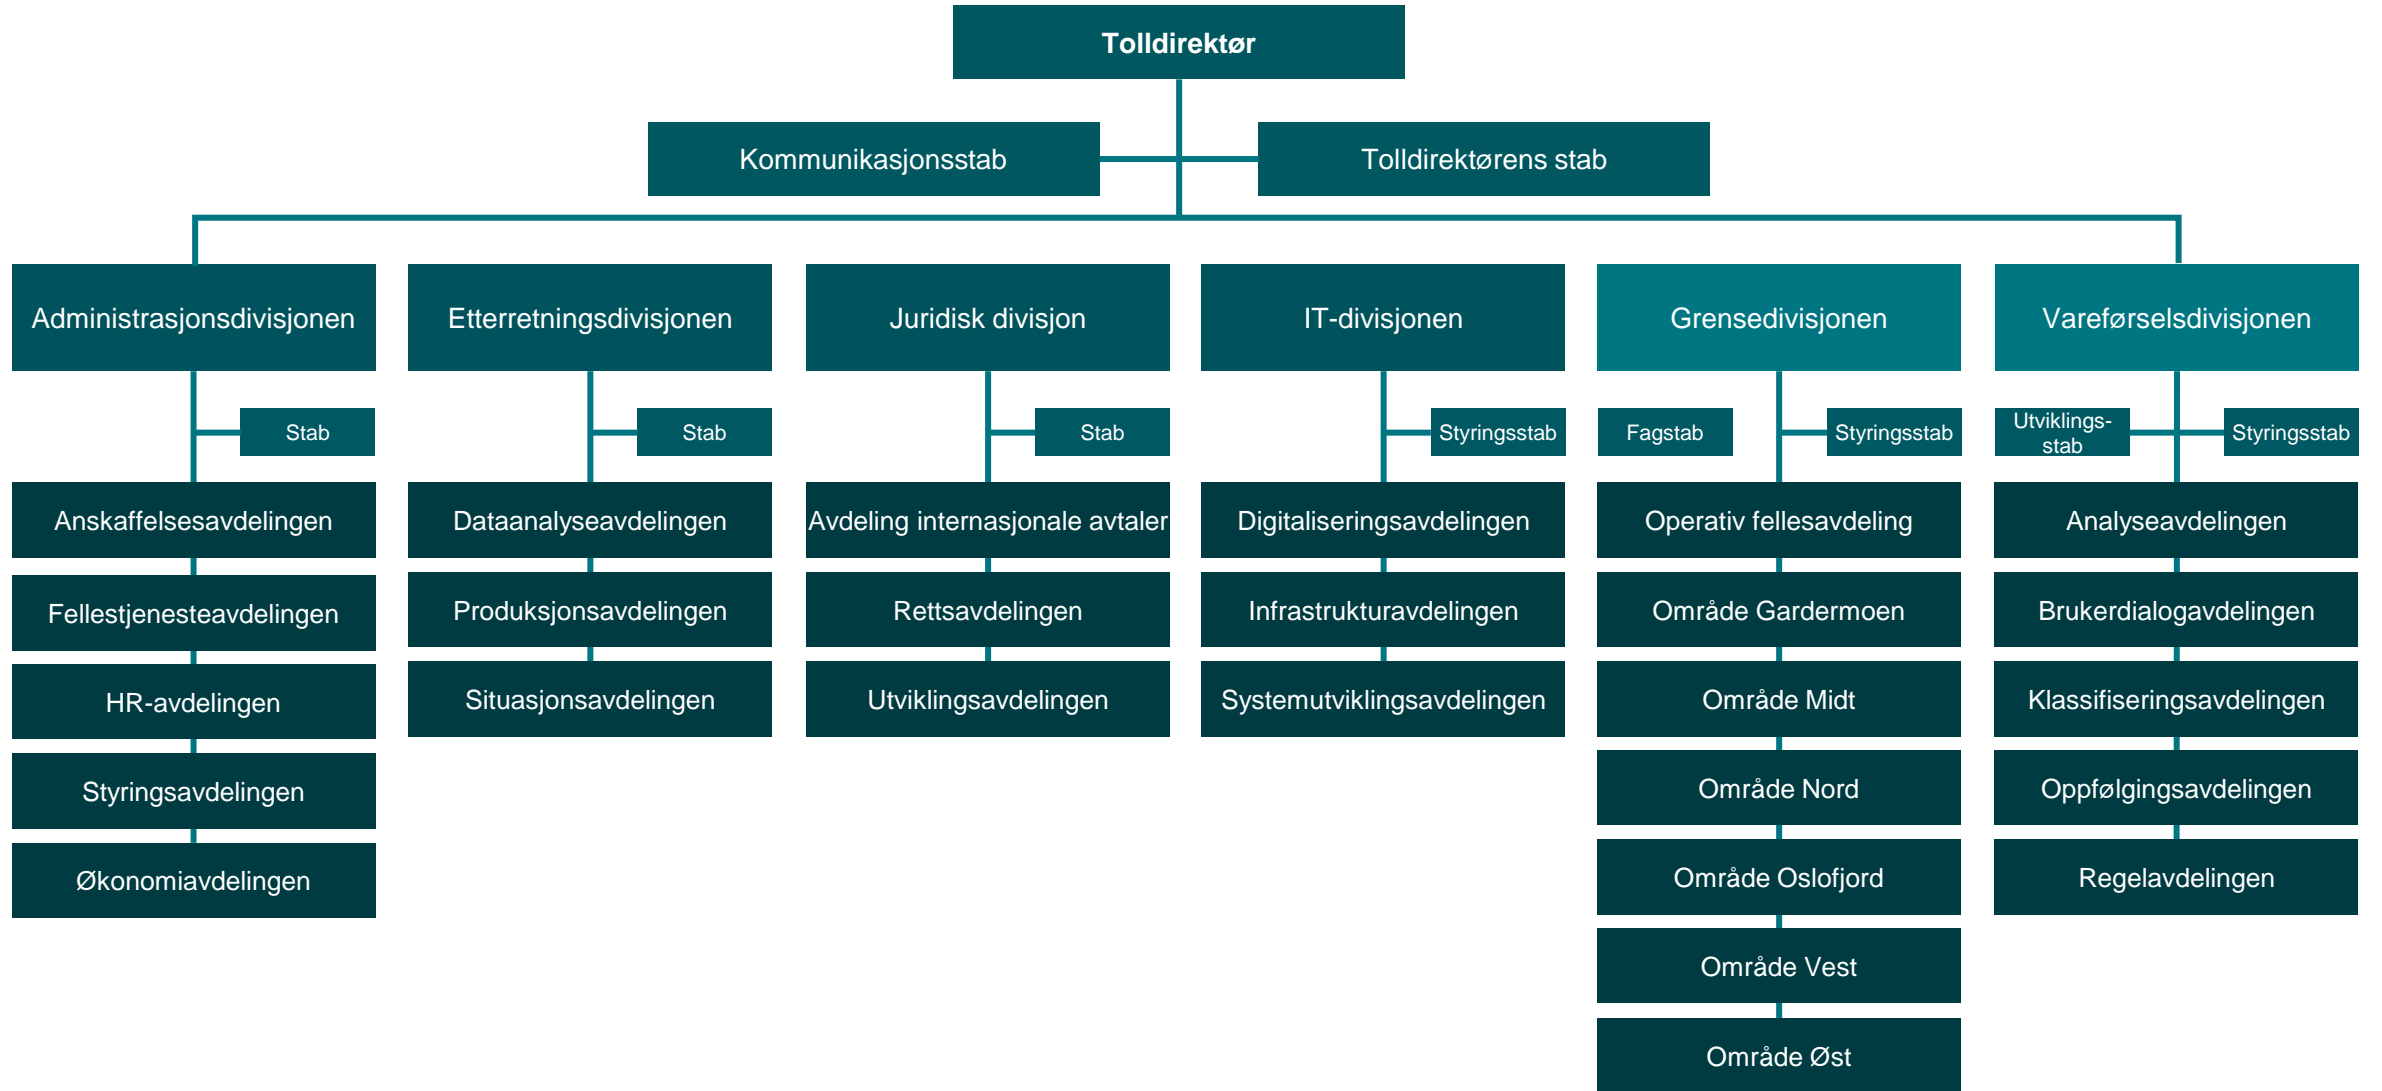 Tolldirektør
Kommunikasjonsstab
Tolldirektørens stab
Administrasjonsdivisjonen
Stab
Anskaffelsesavdelingen
Fellestjenesteavdelingen
HR-avdelingen
Styringsavdelingen
Økonomiavdelingen
Etterretningsdivisjonen
Stab
Dataanalyseavdelingen
Produksjonsavdelingen
Situasjonsavdelingen
Juridisk divisjon
Stab
Avdeling internasjonale avtaler
Rettsavdelingen
Utviklingsavdelingen
IT-divisjonen
Styringsstab
Digitaliseringsavdelingen
Infrastrukturavdelingen
Systemutviklingsavdelingen
Grensedivisjonen
Fagstab
Styringsstab
Operativ fellesavdeling
Område Gardermoen
Område Midt
Område Nord
Område Oslofjord
Område Vest
Område Øst
Vareførselsdivisjonen
Utviklings-
stab
Styringsstab
Analyseavdelingen
Brukerdialogavdelingen
Klassifiseringsavdelingen
Oppfølgingsavdelingen
Regelavdelingen